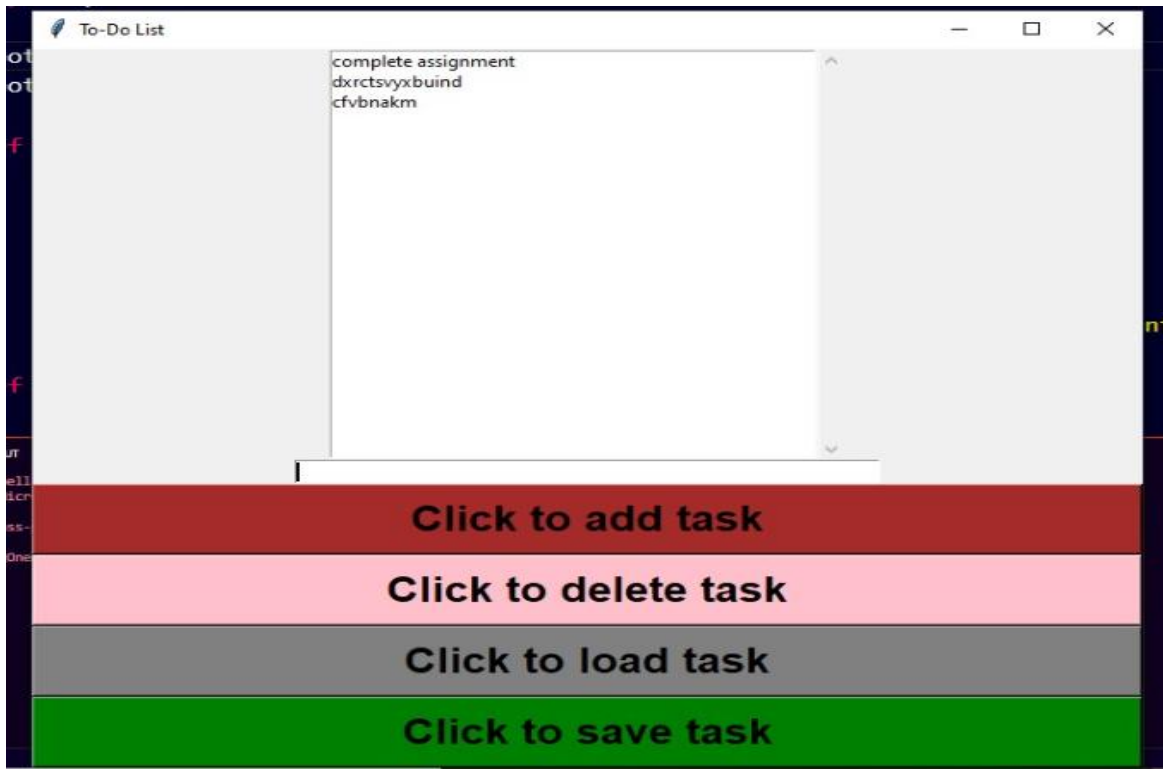 To-Do List
complete assignment
dxrctsvyxbuind
cfvbnakm
Click to add task
Click to delete task
Click to load task
Click to save task